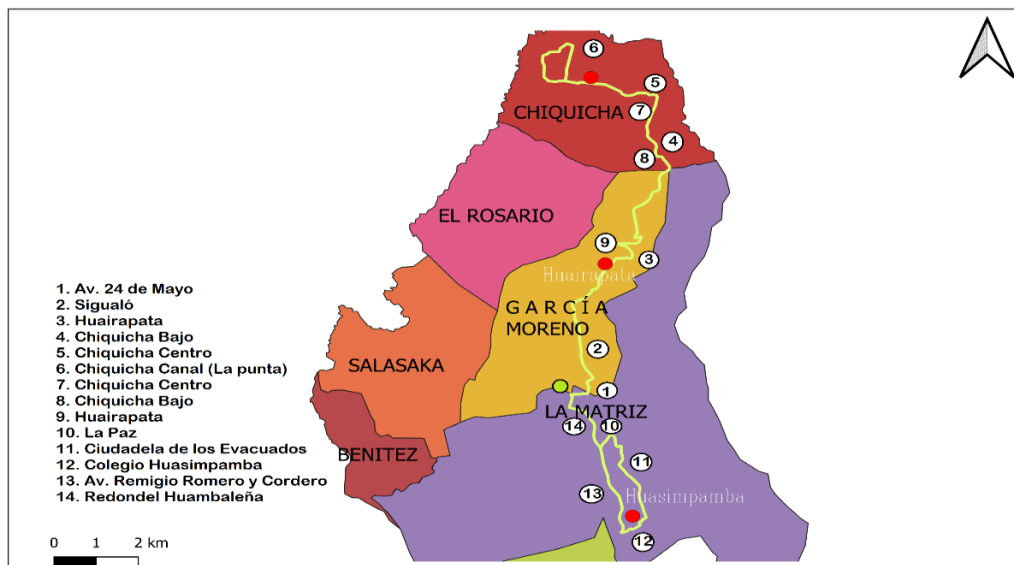 6
5
CHIQUICHA
7
4
8
EL ROSARIO
9
3
Huairapata
1. Av. 24 de Mayo
2. Sigualó
3. Huairapata
4. Chiquicha Bajo
5. Chiquicha Centro
6. Chiquicha Canal (La punta)
7. Chiquicha Centro
8. Chiquicha Bajo
9. Huairapata
10. La Paz
11. Ciudadela de los Evacuados
12. Colegio Huasimpamba
13. Av. Remigio Romero y Cordero
14. Redondel Huambaleña
GARCÍA
MORENO
2
SALASAKA
1
LA MATRIZ
14
10
BENITEZ
11
13
Huasimpamba
12
0 1 2 km